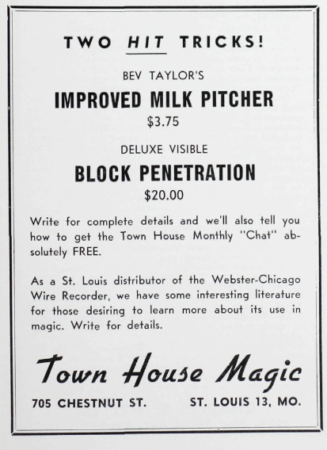 TWO HIT TRICKS!
BEV TAYLOR'S
IMPROVED MILK PITCHER
$3.75
DELUXE VISIBLE
BLOCK PENETRATION
$20.00
Write for complete details and we'll also tell you
how to get the Town House Monthly "Chat" ab-
solutely FREE.
As a St. Louis distributor of the Webster-Chicago
Wire Recorder, we have some interesting literature
for those desiring to learn more about its use in
magic. Write for details.
Town House Magic
705 CHESTNUT ST. ST. LOUIS 13, MO.